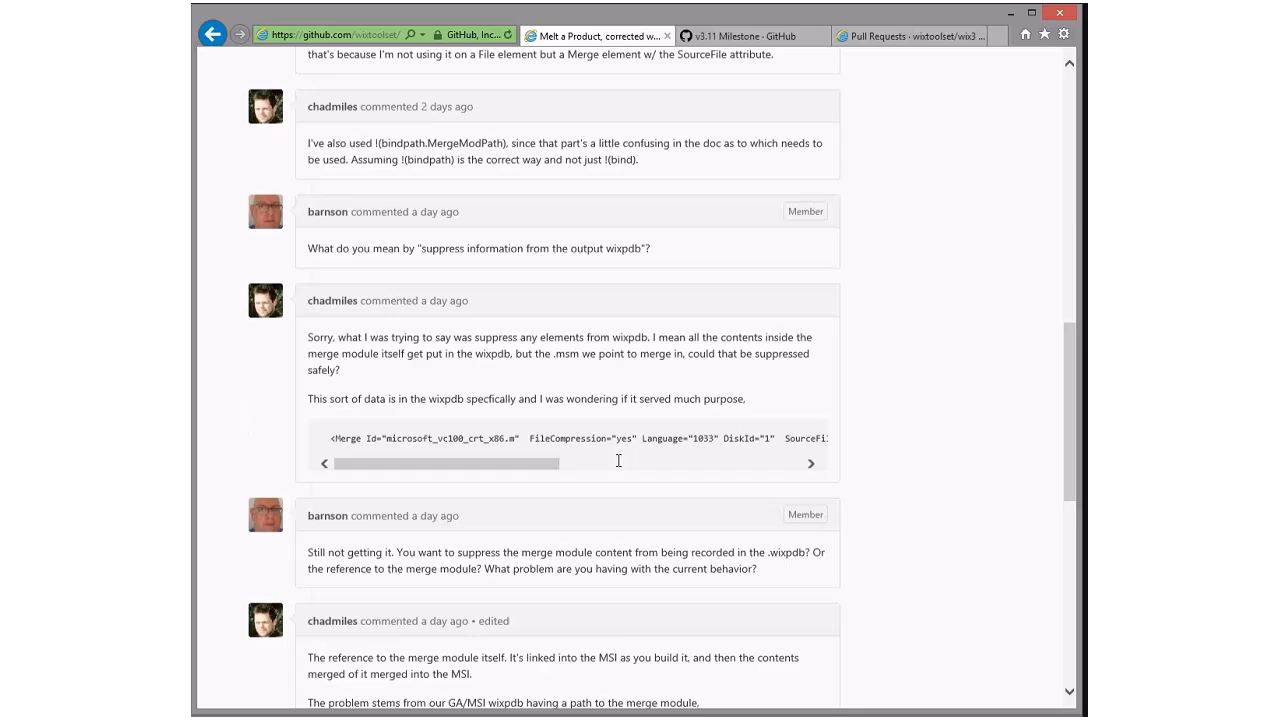 https://github.com/wixtoolset/
GitHub, Inc...
Melt a Product, corrected w...
v3.11 Milestone · GitHub
Pull Requests · wixtoolset/wix3 ...
that's because I'm not using it on a File element but a Merge element w/ the SourceFile attribute.
chadmiles commented 2 days ago
I've also used !(bindpath.MergeModPath), since that part's a little confusing in the doc as to which needs to
be used. Assuming !(bindpath) is the correct way and not just !(bind).
barnson commented a day ago
Member
What do you mean by "suppress information from the output wixpdb"?
chadmiles commented a day ago
Sorry, what I was trying to say was suppress any elements from wixpdb. I mean all the contents inside the
merge module itself get put in the wixpdb, but the .msm we point to merge in, could that be suppressed
safely?
This sort of data is in the wixpdb specfically and I was wondering if it served much purpose,
<Merge Id="microsoft_vc100_crt_x86.m" FileCompression="yes" Language="1033" DiskId="1" SourceFil
barnson commented a day ago
Member
Still not getting it. You want to suppress the merge module content from being recorded in the .wixpdb? Or
the reference to the merge module? What problem are you having with the current behavior?
chadmiles commented a day ago • edited
The reference to the merge module itself. It's linked into the MSI as you build it, and then the contents
merged of it merged into the MSI.
The problem stems from our GA/MSI wixpdb having a path to the merge module,